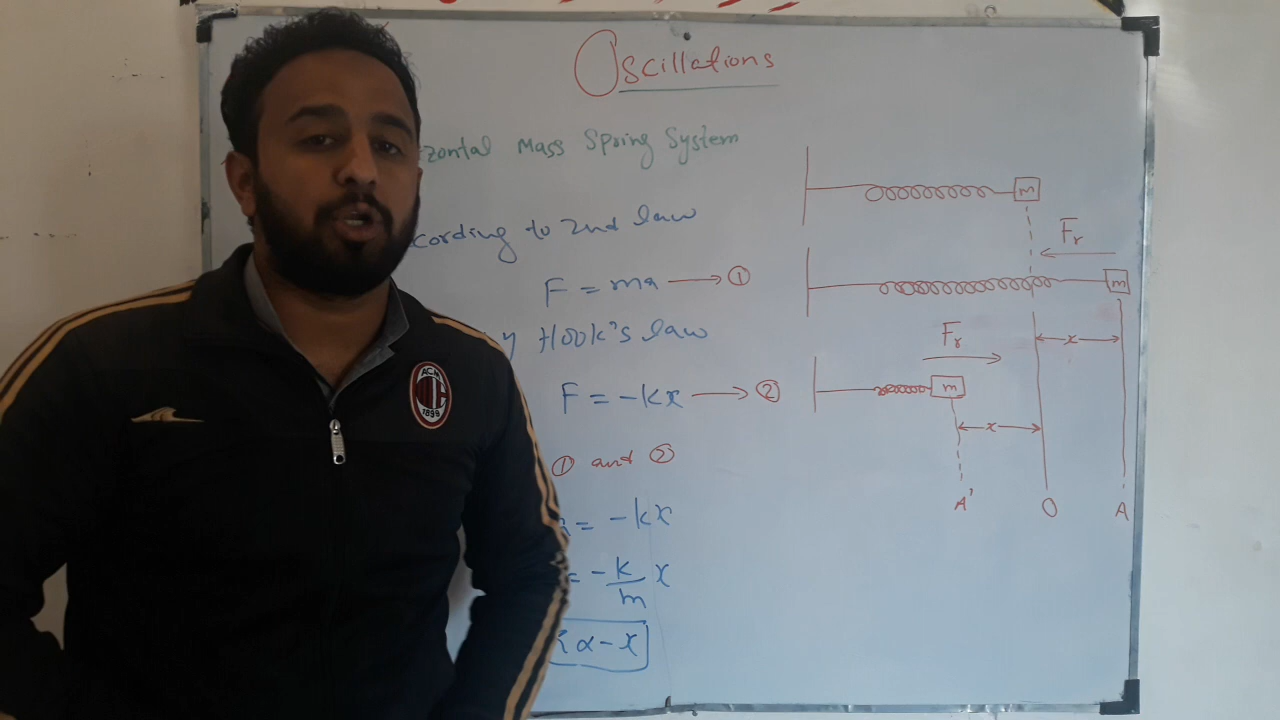 Oscillations
zontal Mass Spring System
cording to 2nd law
F = ma → ①
y Hook's law
F = -kx → ②
① and ②
= -kx
= -k/m x
α - x
m
Fr
m
x
Fr
m
x
A' O A
ACM
1899